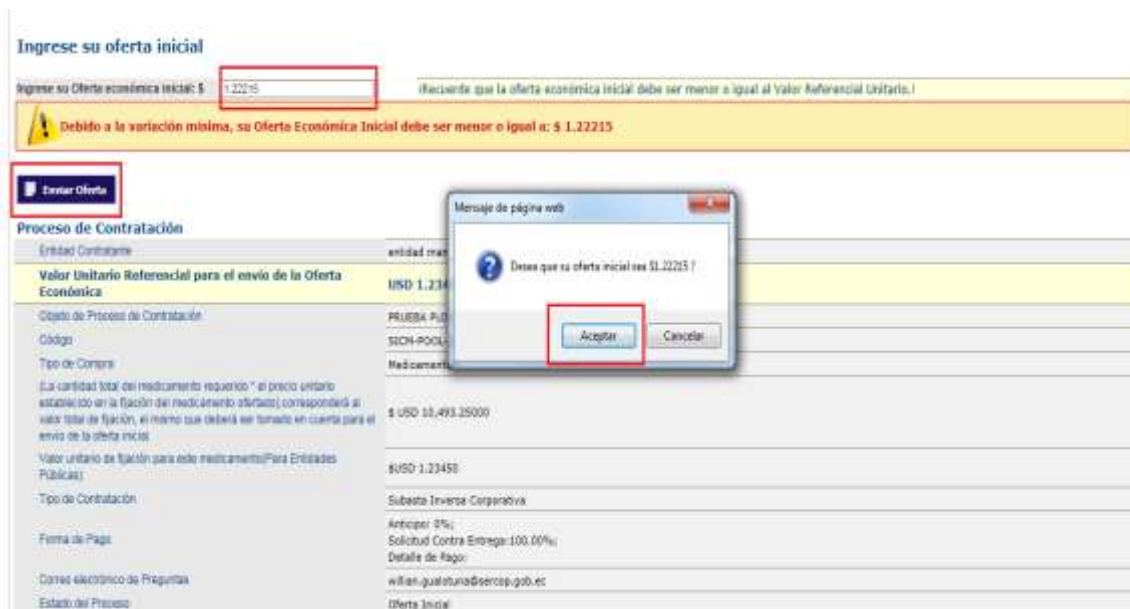 Ingrese su oferta inicial
Ingrese su Oferta económica inicial: $ 1.22215 ¡Recuerde que la oferta económica inicial debe ser menor o igual al Valor Referencial Unitario.!
Debido a la variación mínima, su Oferta Económica Inicial debe ser menor o igual a: $ 1.22215
Enviar Oferta
Mensaje de página web
Desea que su oferta inicial sea $1.22215 ?
Aceptar Cancelar
Proceso de Contratación
Entidad Contratante entidad
Valor Unitario Referencial para el envío de la Oferta
Económica
USD 1.23
Objeto de Proceso de Contratación PRUEBA
Código SICM-POOL-
Tipo de Compra
(La cantidad total del medicamento requerido * el precio unitario
establecido en la fijación del medicamento ofertado), corresponderá al
valor total de fijación, el mismo que deberá ser tomado en cuenta para el
envío de la oferta inicial
$ USD 10,493.25000
Valor unitario de fijación para este medicamento(Para Entidades
Públicas)
$USD 1.23450
Tipo de Contratación Subasta Inversa Corporativa
Forma de Pago
Anticipo: 0%;
Solicitud Contra Entrega:100.00%;
Detalle de Pago:
Correo electrónico de Preguntas willian.gualotuna@sercop.gob.ec
Estado del Proceso Oferta Inicial